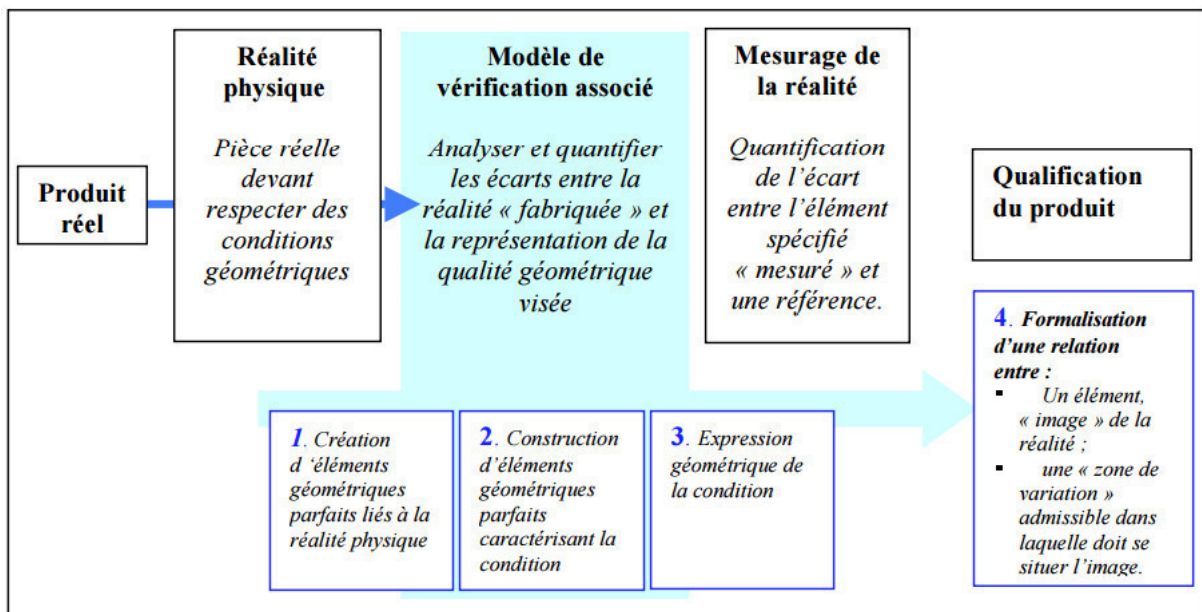 Produit
réel
Réalité
physique
Pièce réelle
devant
respecter des
conditions
géométriques
Modèle de
vérification associé
Analyser et quantifier
les écarts entre la
réalité « fabriquée » et
la représentation de la
qualité géométrique
visée
Mesurage de
la réalité
Quantification
de l’écart
entre l’élément
spécifié
« mesuré » et
une référence.
Qualification
du produit
1. Création
d ‘éléments
géométriques
parfaits liés à la
réalité physique
2. Construction
d’éléments
géométriques
parfaits
caractérisant la
condition
3. Expression
géométrique de
la condition
4. Formalisation
d’une relation
entre :
▪ Un élément,
« image » de la
réalité ;
▪ une « zone de
variation »
admissible dans
laquelle doit se
situer l’image.